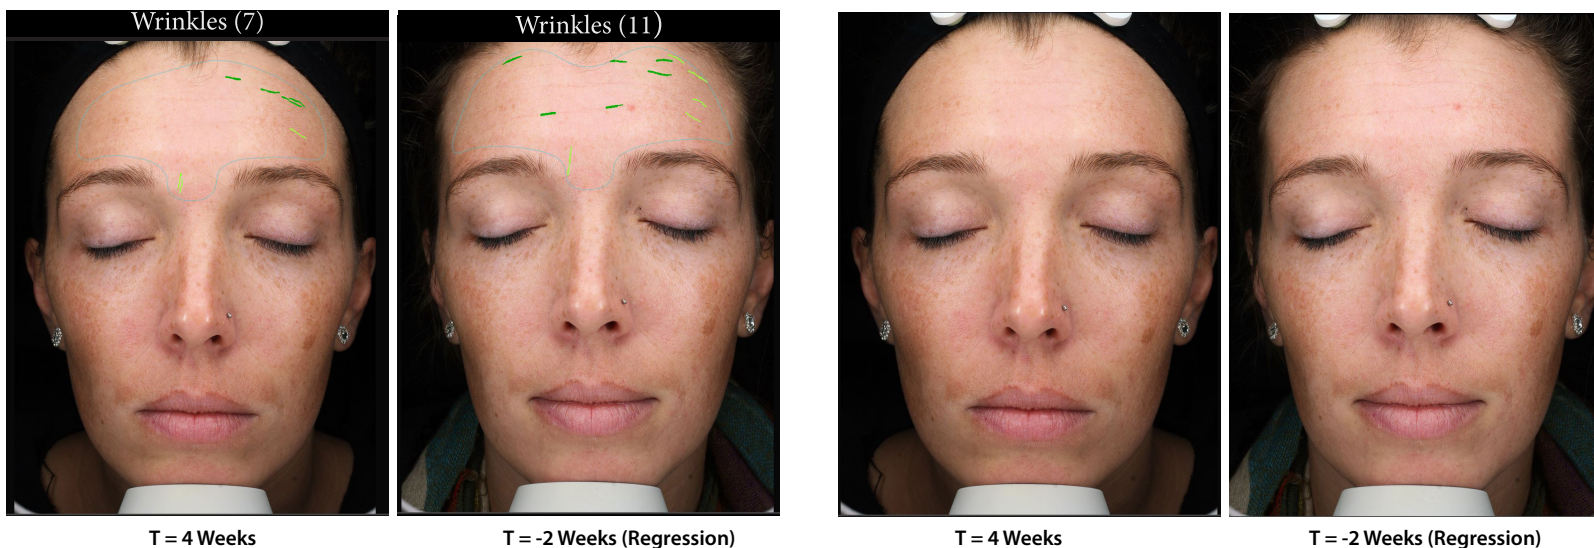 Wrinkles (7)
Wrinkles (11)
T = 4 Weeks
T = -2 Weeks (Regression)
T = 4 Weeks
T = -2 Weeks (Regression)